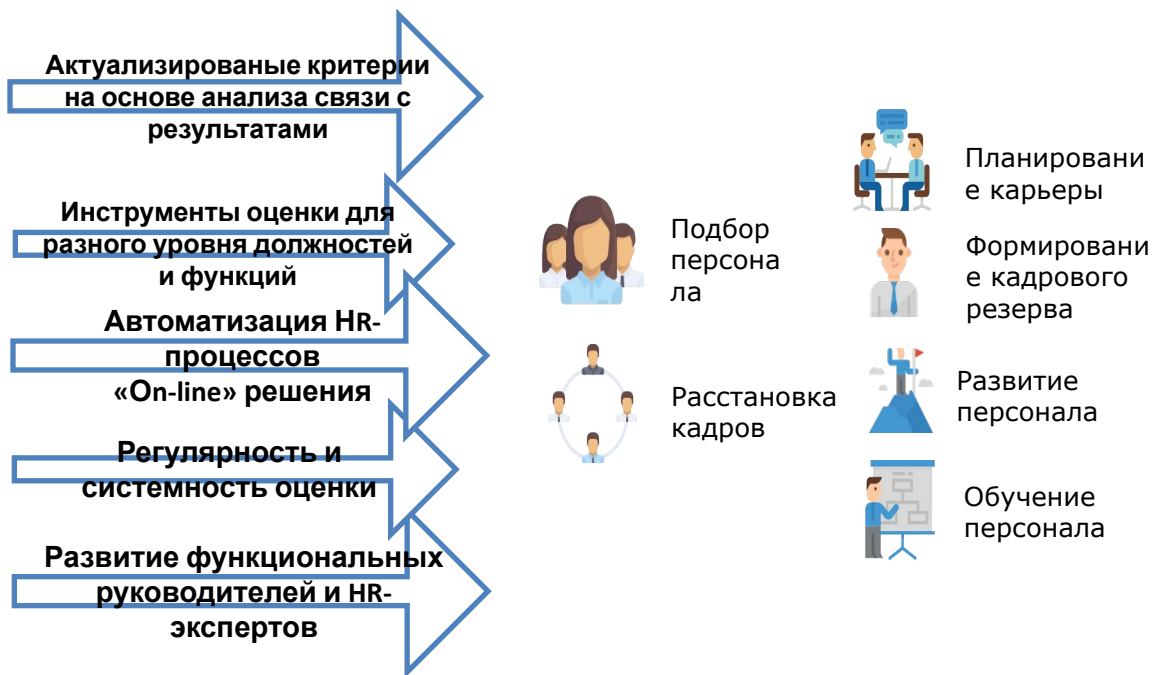 Актуализированые критерии
на основе анализа связи с
результатами
Инструменты оценки для
разного уровня должностей
и функций
Автоматизация HR-
процессов
«On-line» решения
Регулярность и
системность оценки
Развитие функциональных
руководителей и HR-
экспертов
Подбор
персона
ла
Расстановка
кадров
Планировани
е карьеры
Формировани
е кадрового
резерва
Развитие
персонала
Обучение
персонала